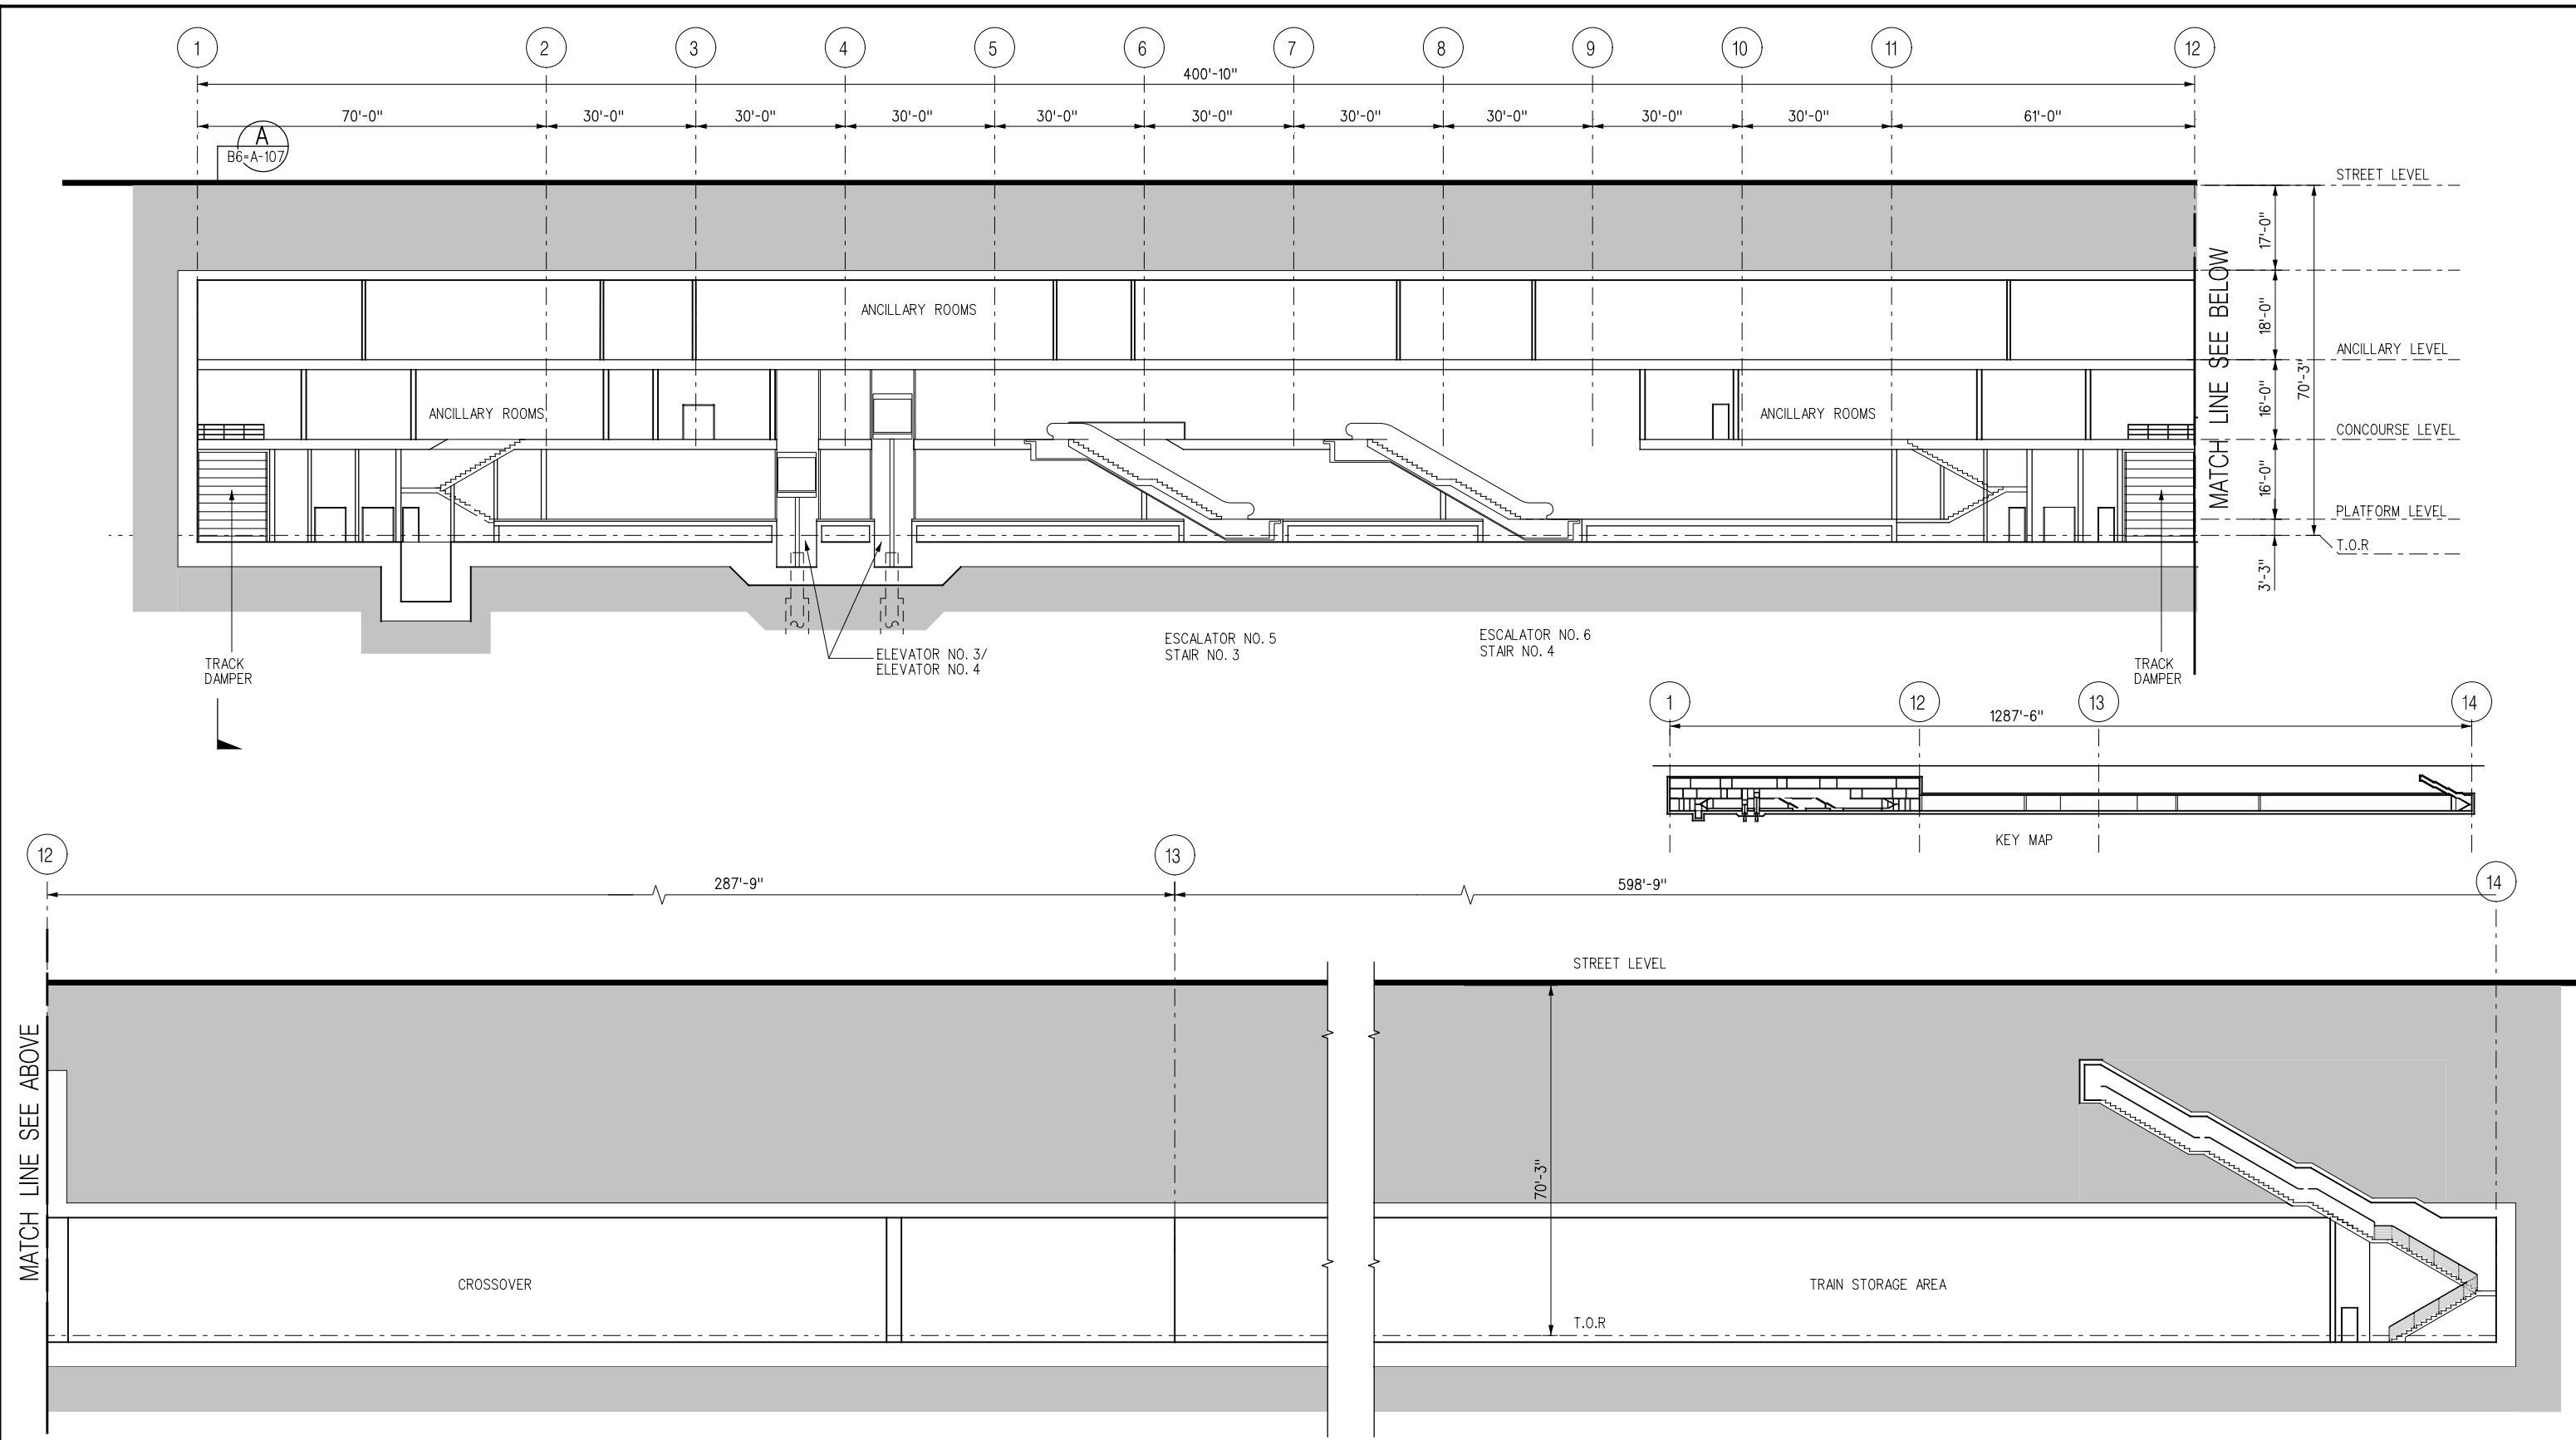 1 2 3 4 5 6 7 8 9 10 11 12
400'-10"
70'-0" 30'-0" 30'-0" 30'-0" 30'-0" 30'-0" 30'-0" 30'-0" 30'-0" 30'-0" 61'-0"
A
B6=A-107
STREET LEVEL
17'-0"
ANCILLARY ROOMS
18'-0"
ANCILLARY LEVEL
70'-3"
MATCH LINE SEE BELOW
ANCILLARY ROOMS
ANCILLARY ROOMS
16'-0"
CONCOURSE LEVEL
16'-0"
PLATFORM LEVEL
T.O.R
3'-3"
TRACK
DAMPER
ELEVATOR NO.3/
ELEVATOR NO.4
ESCALATOR NO.5
STAIR NO.3
ESCALATOR NO.6
STAIR NO.4
TRACK
DAMPER
1 12 13 14
1287'-6"
KEY MAP
12 13 14
287'-9" 598'-9"
STREET LEVEL
MATCH LINE SEE ABOVE
70'-3"
CROSSOVER
TRAIN STORAGE AREA
T.O.R